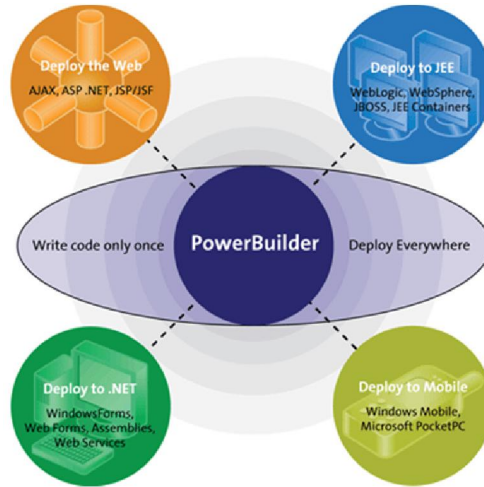 Deploy the Web
AJAX, ASP .NET, JSP/JSF
Deploy to JEE
WebLogic, WebSphere,
JBOSS, JEE Containers
Write code only once
PowerBuilder
Deploy Everywhere
Deploy to .NET
WindowsForms,
Web Forms, Assemblies,
Web Services
Deploy to Mobile
Windows Mobile,
Microsoft PocketPC